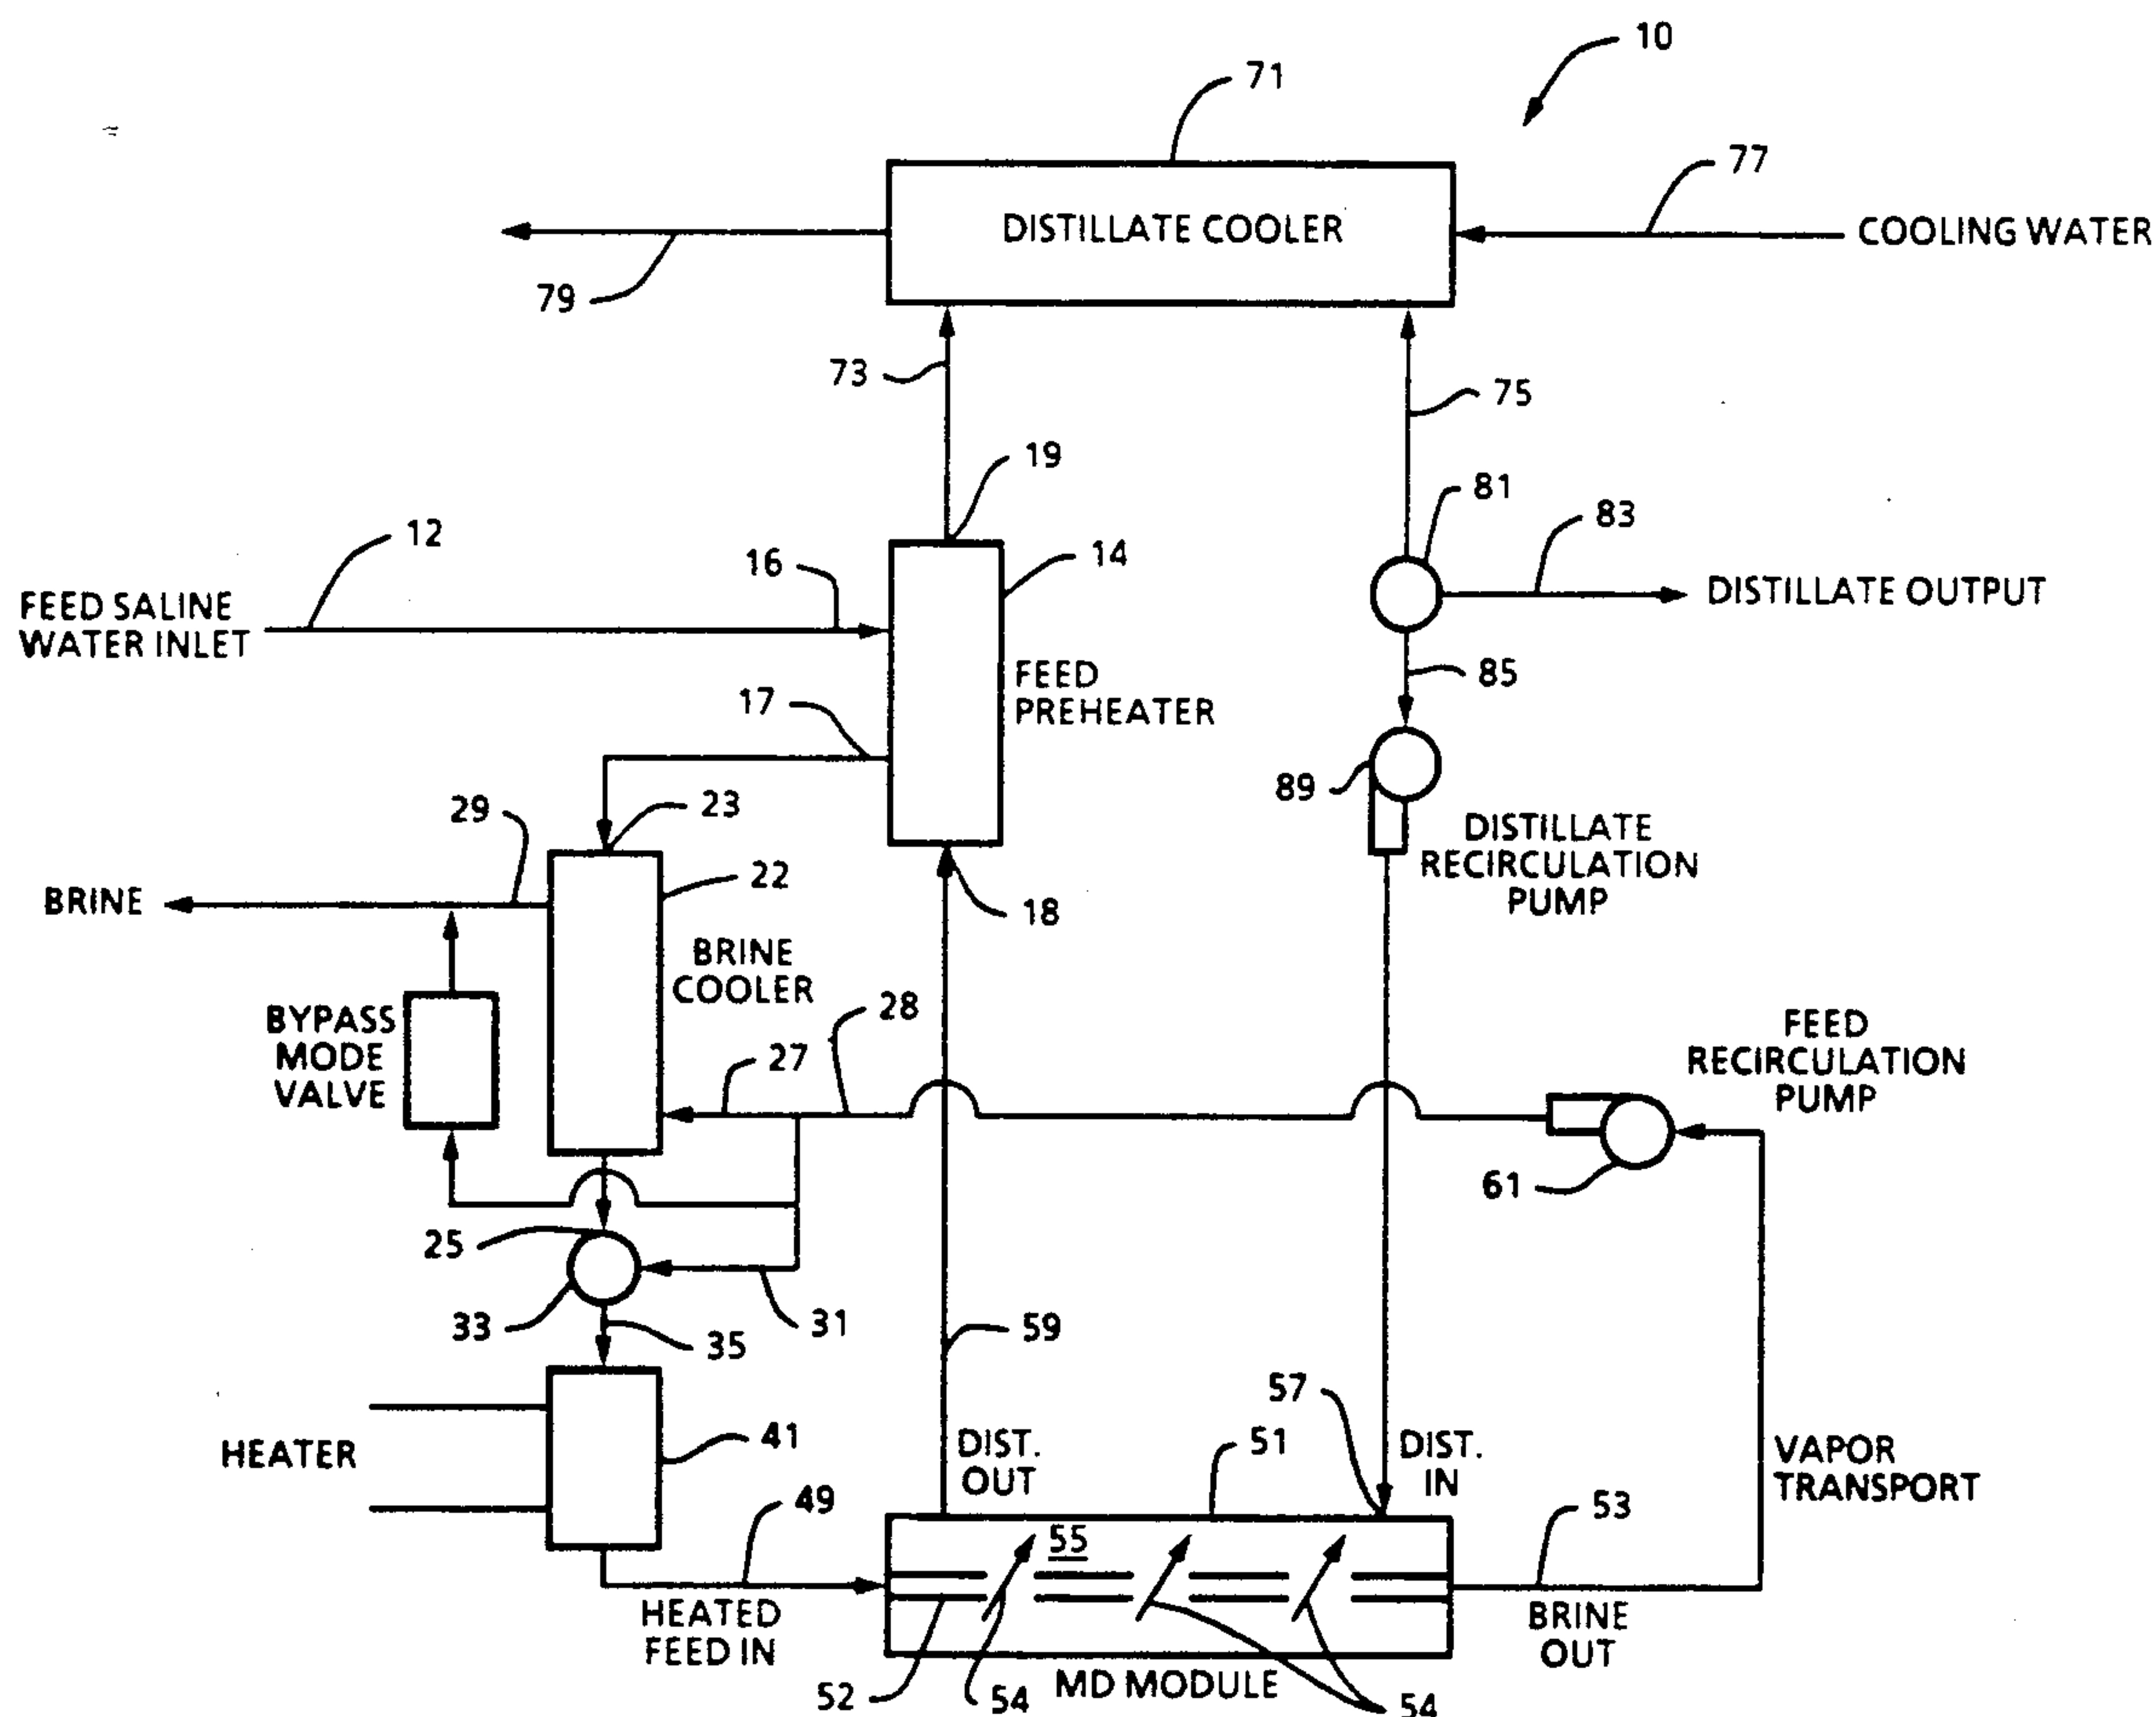 10
71
77
DISTILLATE COOLER
COOLING WATER
79
73
75
19
81
83
12
16
14
FEED SALINE
WATER INLET
DISTILLATE OUTPUT
17
FEED
PREHEATER
85
89
29
23
DISTILLATE
RECIRCULATION
PUMP
22
BRINE
18
BRINE
COOLER
BYPASS
MODE
VALVE
28
27
FEED
RECIRCULATION
PUMP
61
25
33
31
35
59
57
HEATER
41
DIST.
OUT
51
DIST.
IN
VAPOR
TRANSPORT
49
55
53
HEATED
FEED IN
BRINE
OUT
52
54
MD MODULE
54